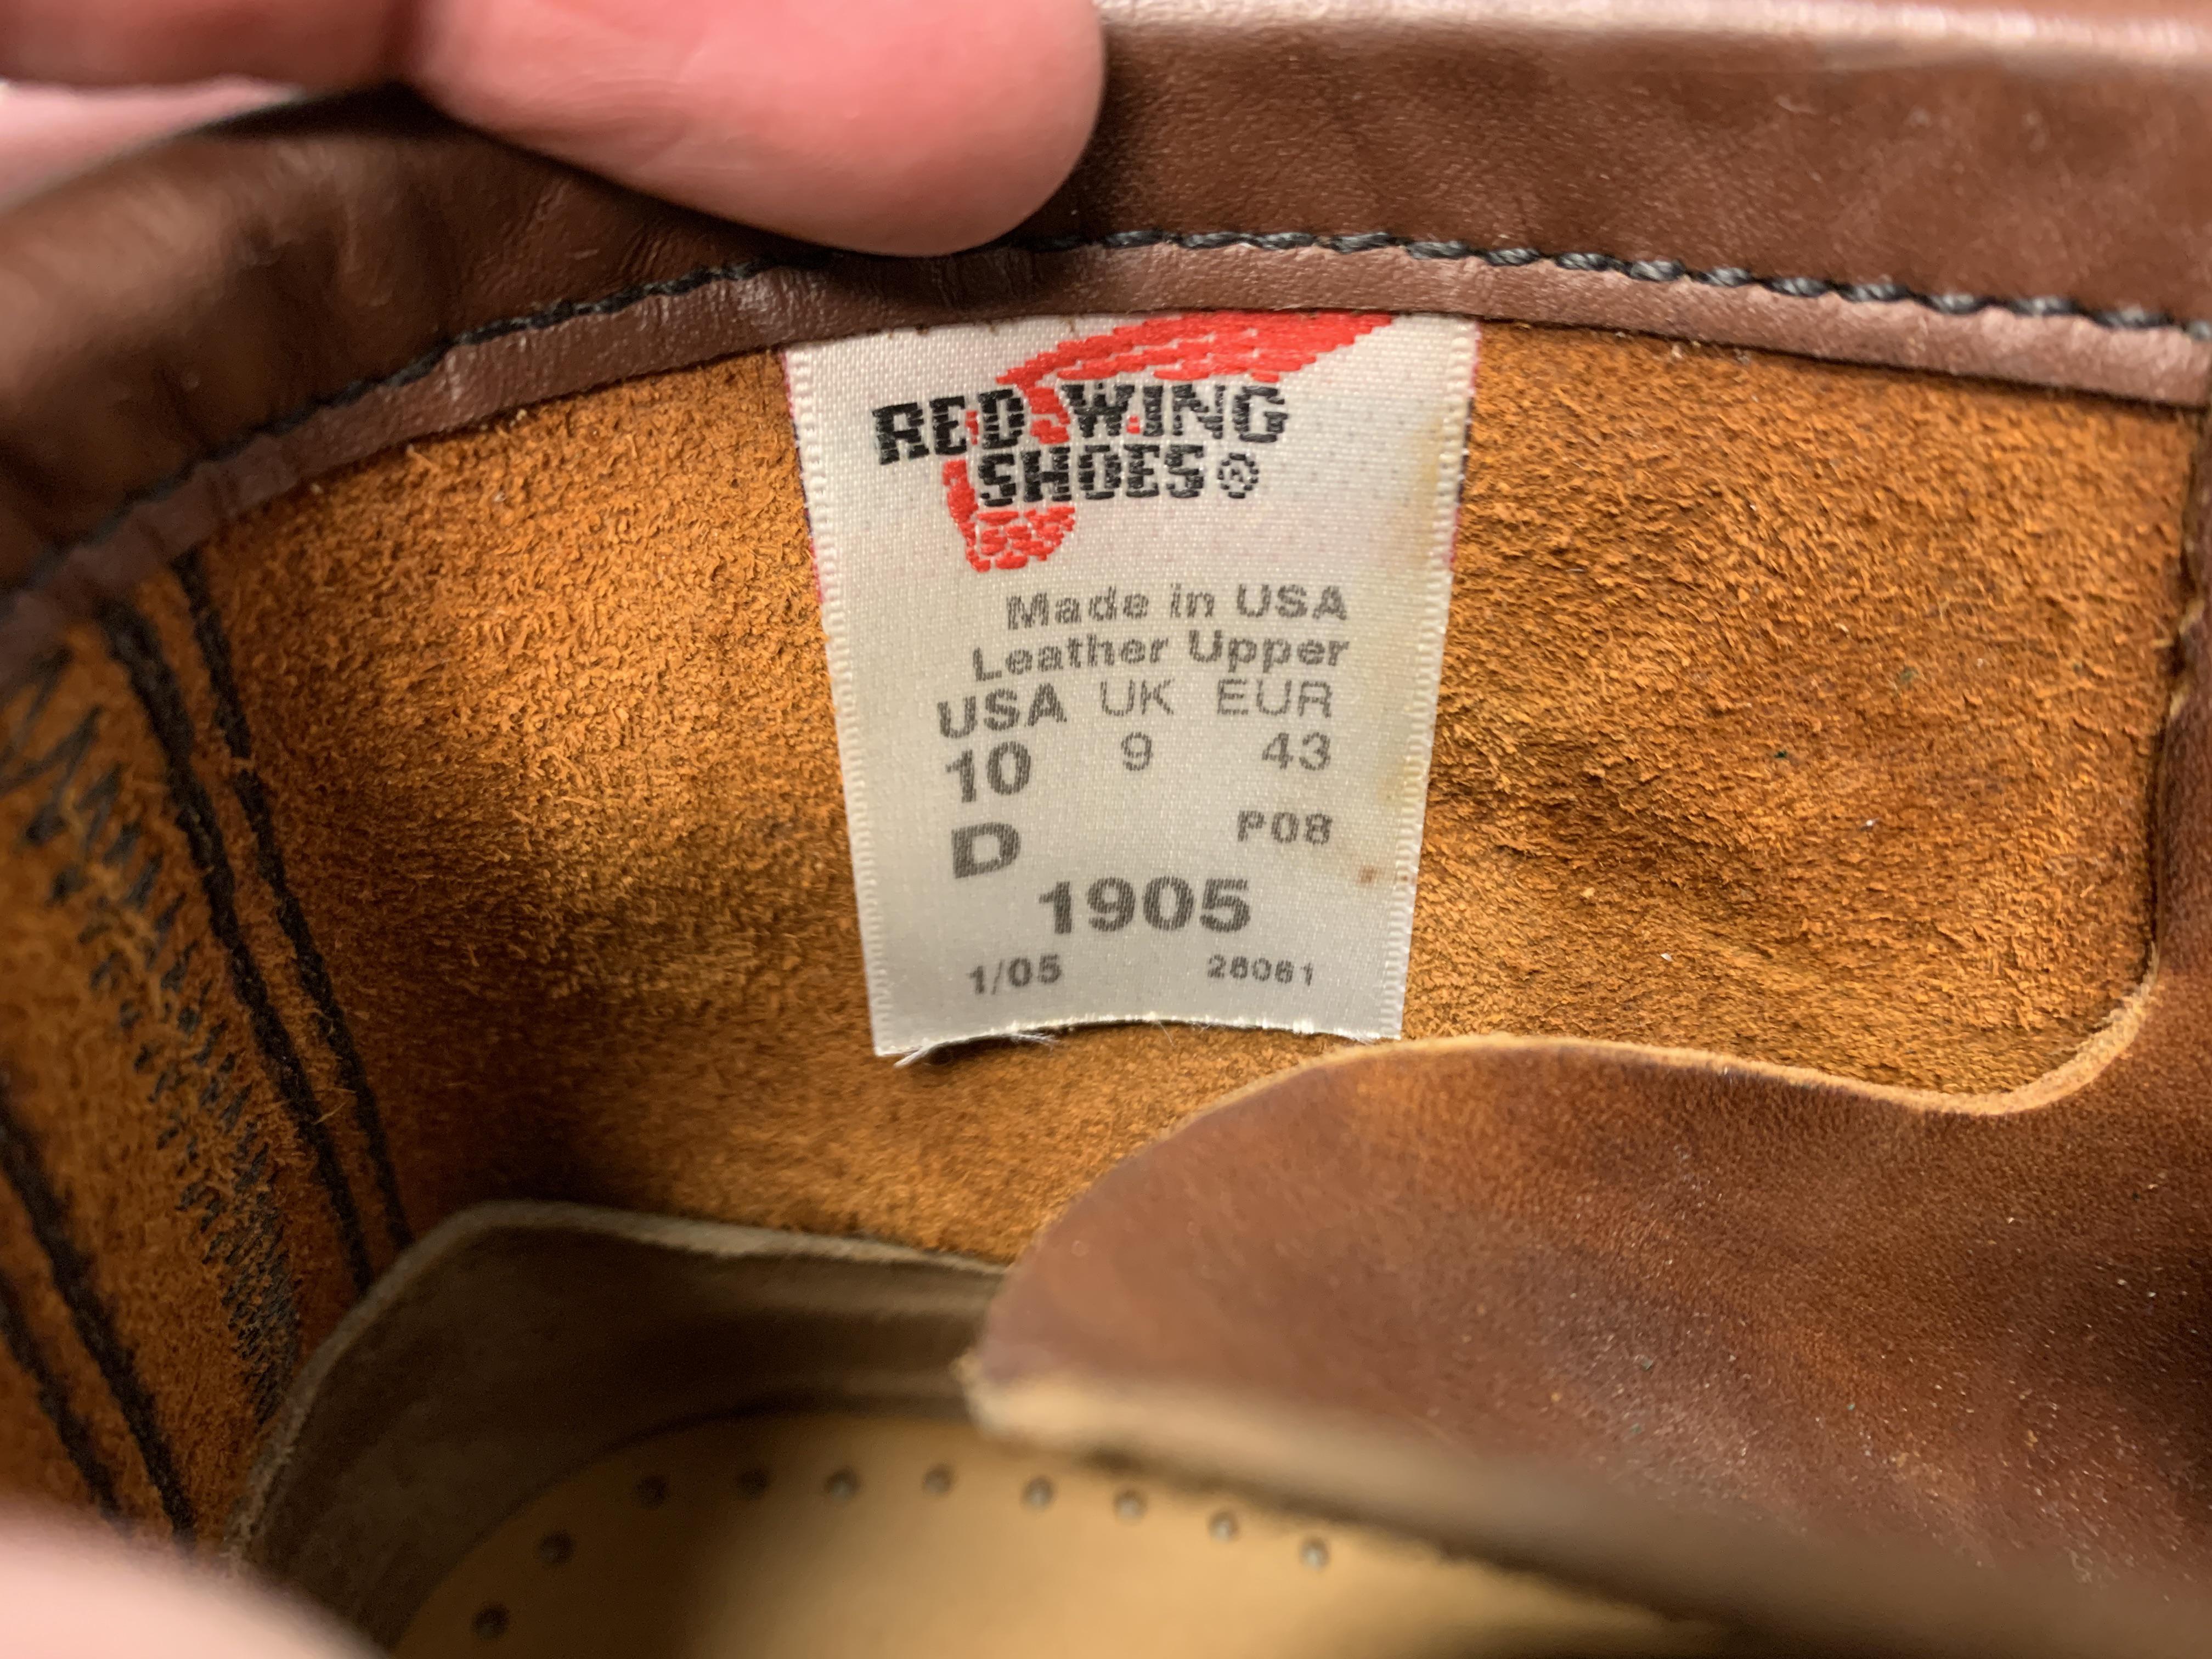 RED WING
SHOES®
Made in USA
Leather Upper
USA UK EUR
10 9 43
D P08
1905
1/05 28061